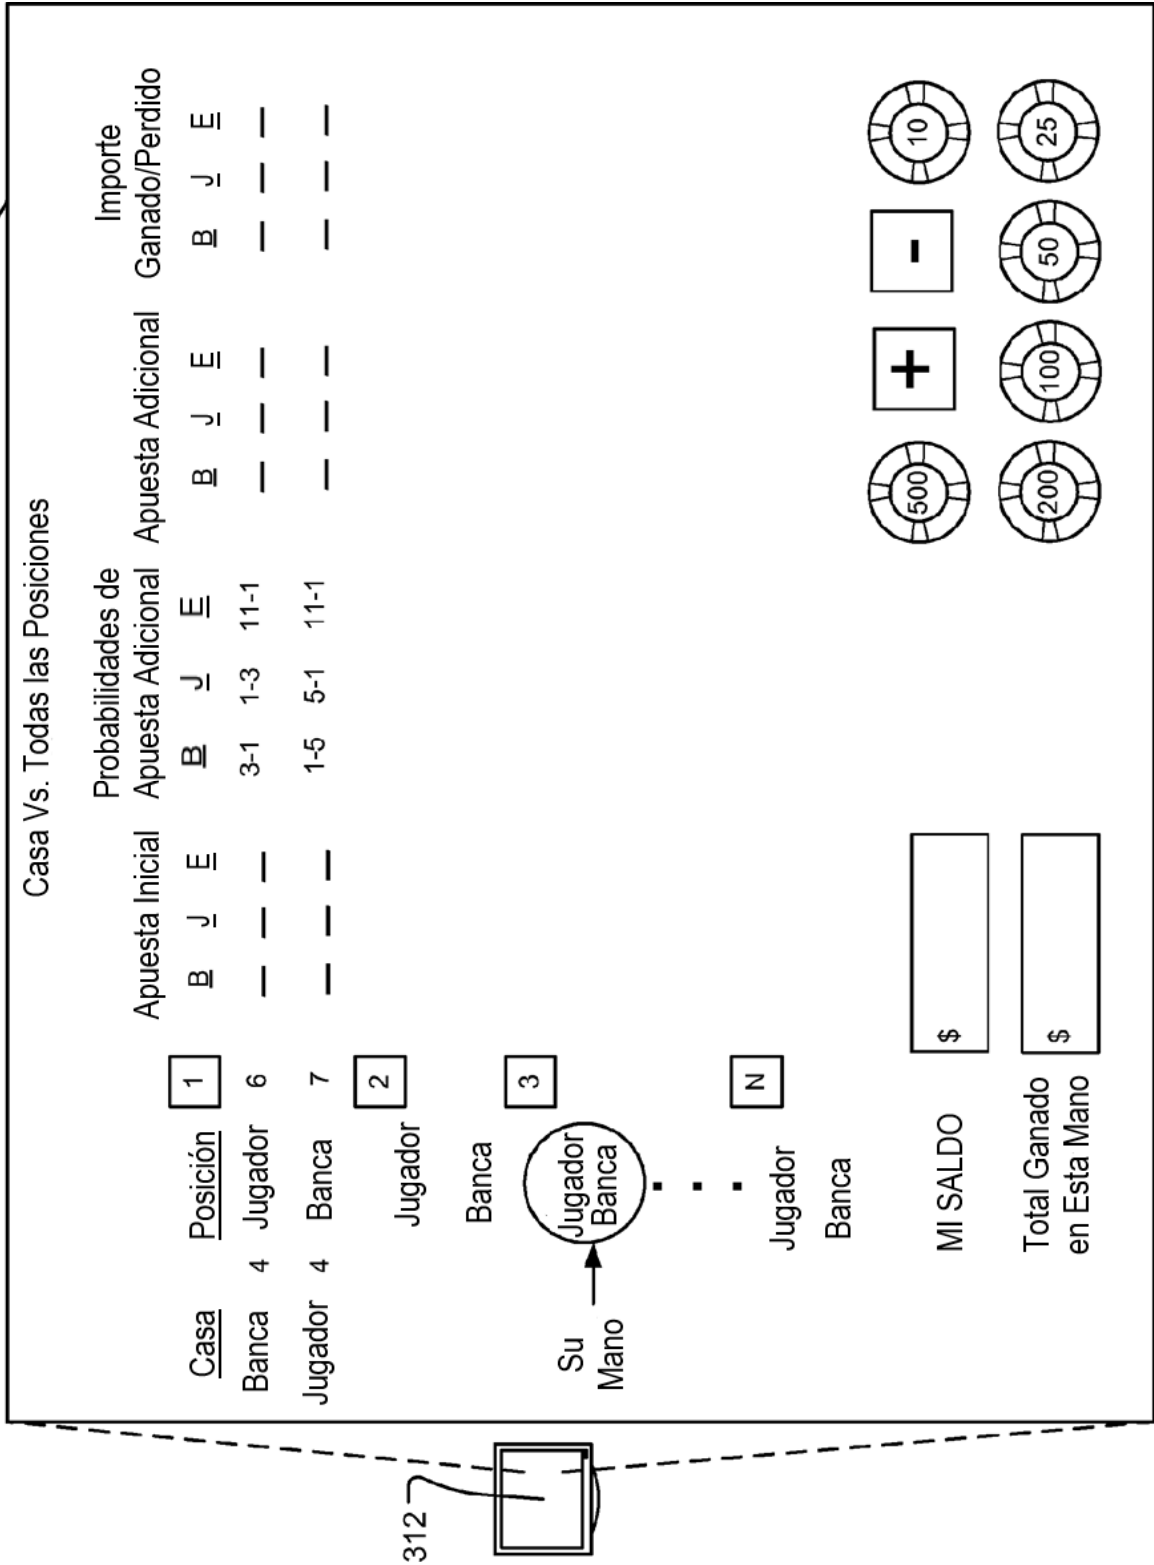 Casa Vs. Todas las Posiciones
Probabilidades de
Importe
Apuesta Inicial Apuesta Adicional Apuesta Adicional Ganado/Perdido
Casa Posición 1 B J E B J E B J E B J E
Banca 4 Jugador 6 3-1 1-3 11-1
Jugador 4 Banca 7 1-5 5-1 11-1
2
Jugador
Banca
3
Su
Mano
Jugador
Banca
N
Jugador
Banca
500 + - 10
MI SALDO $
200 100 50 25
Total Ganado
en Esta Mano $
312